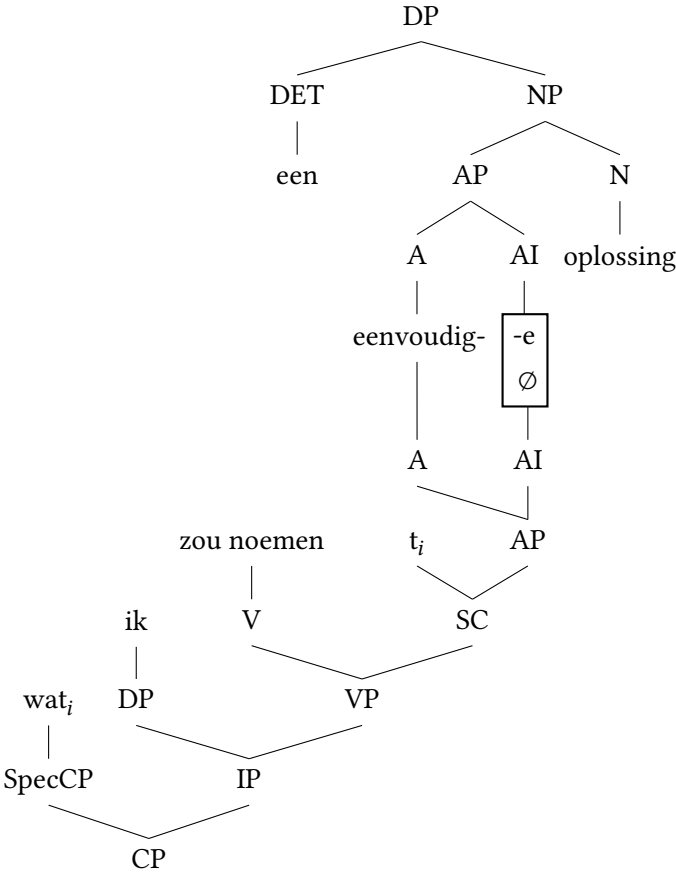 DP
DET NP
een AP N
A AI oplossing
eenvoudig- -e
∅
A AI
zou noemen tᵢ AP
ik V SC
watᵢ DP VP
SpecCP IP
CP